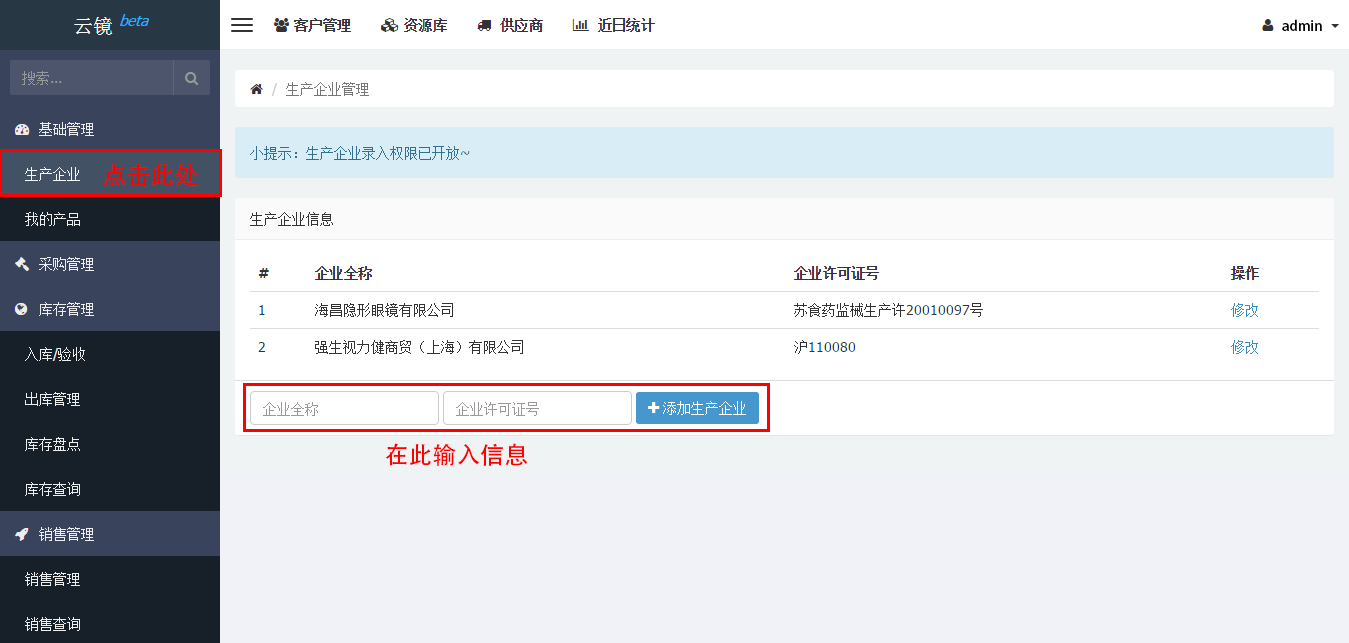 云镜 beta
客户管理 资源库 供应商 近日统计 admin
搜索...
基础管理
生产企业 点击此处
我的产品
采购管理
库存管理
入库/验收
出库管理
库存盘点
库存查询
销售管理
销售管理
销售查询
/ 生产企业管理
小提示：生产企业录入权限已开放~
生产企业信息
# 企业全称 企业许可证号 操作
1 海昌隐形眼镜有限公司 苏食药监械生产许20010097号 修改
2 强生视力健商贸（上海）有限公司 沪110080 修改
企业全称 企业许可证号 添加生产企业
在此输入信息